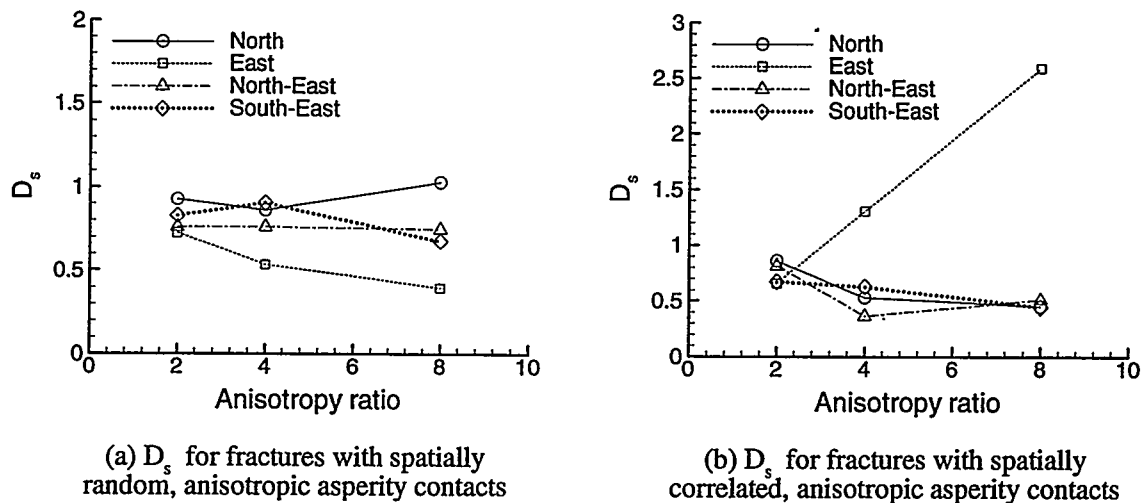 2
1.5
1
0.5
0
D_s
North
East
North-East
South-East
0 2 4 6 8 10
Anisotropy ratio
(a) D_s for fractures with spatially
random, anisotropic asperity contacts
3
2.5
2
1.5
1
0.5
0
D_s
North
East
North-East
South-East
0 2 4 6 8 10
Anisotropy ratio
(b) D_s for fractures with spatially
correlated, anisotropic asperity contacts